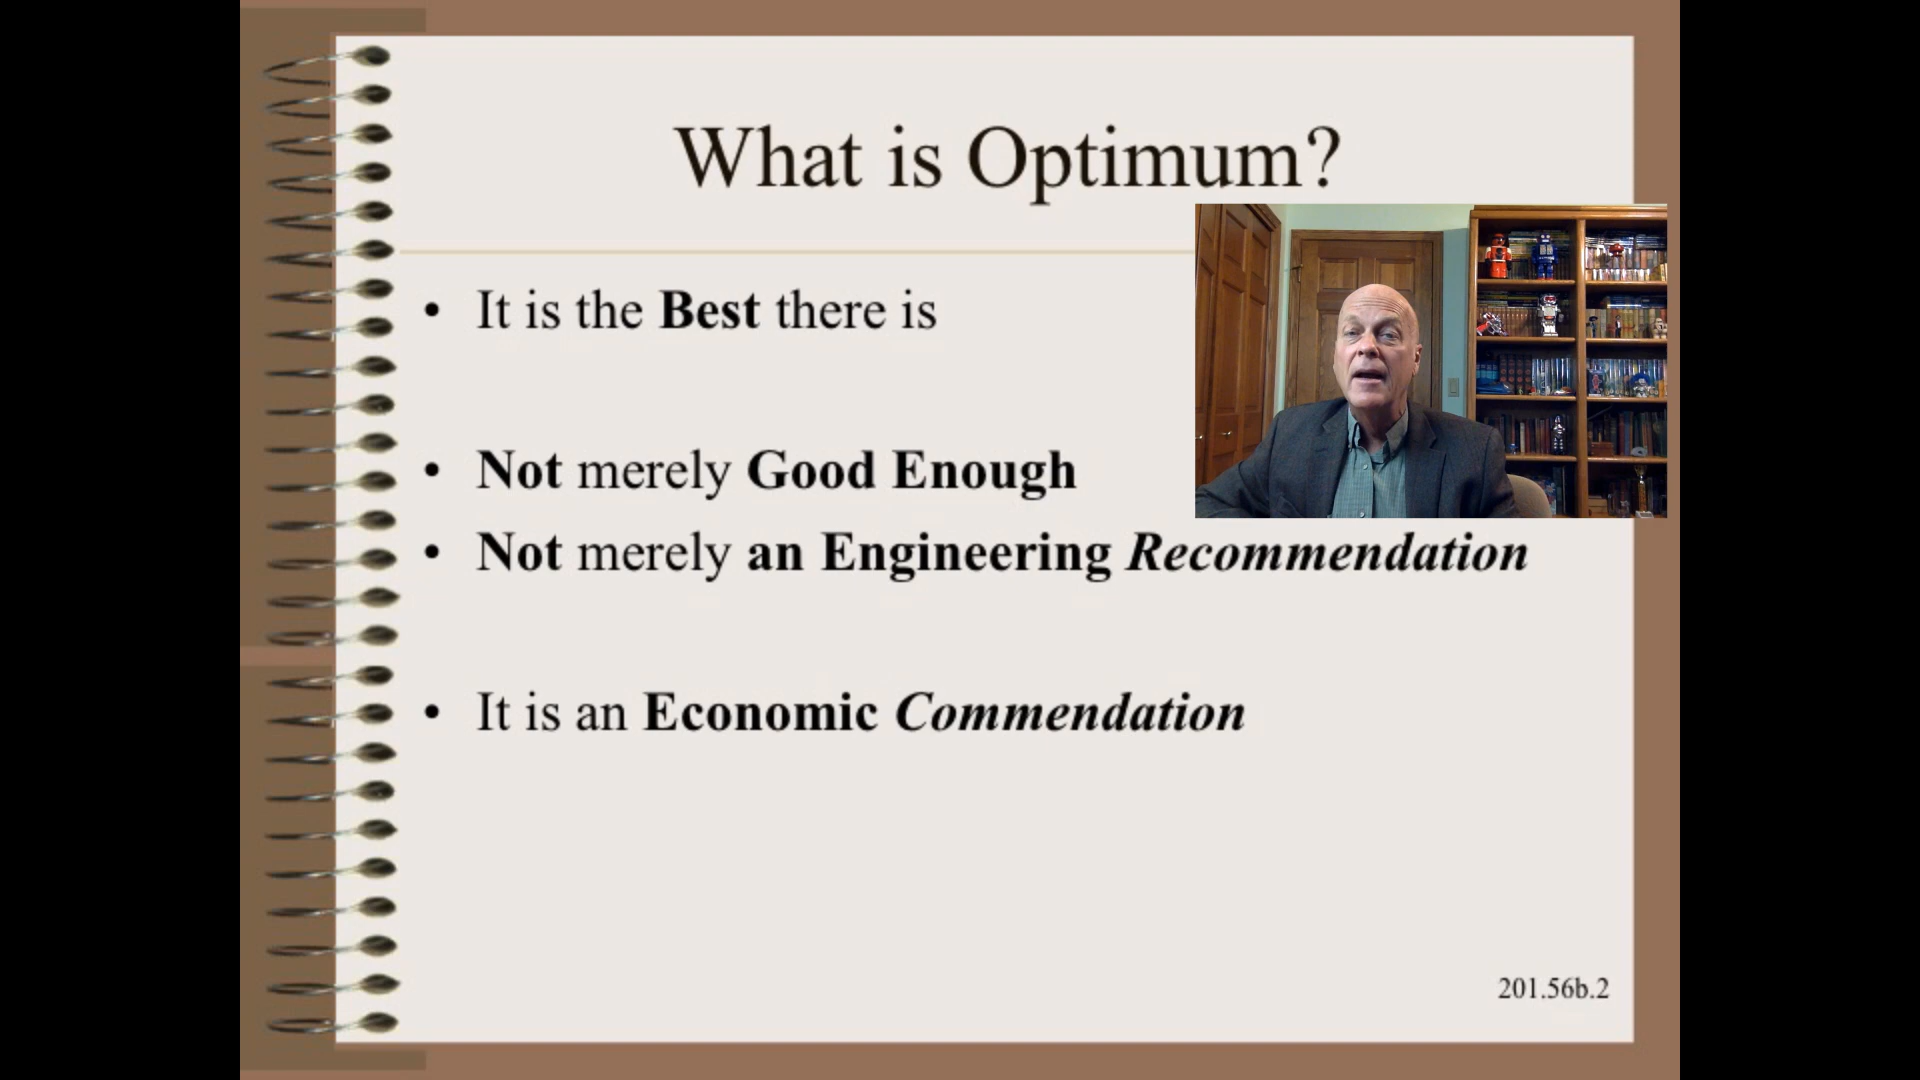 What is Optimum?
• It is the Best there is
• Not merely Good Enough
• Not merely an Engineering Recommendation
• It is an Economic Commendation
201.56b.2